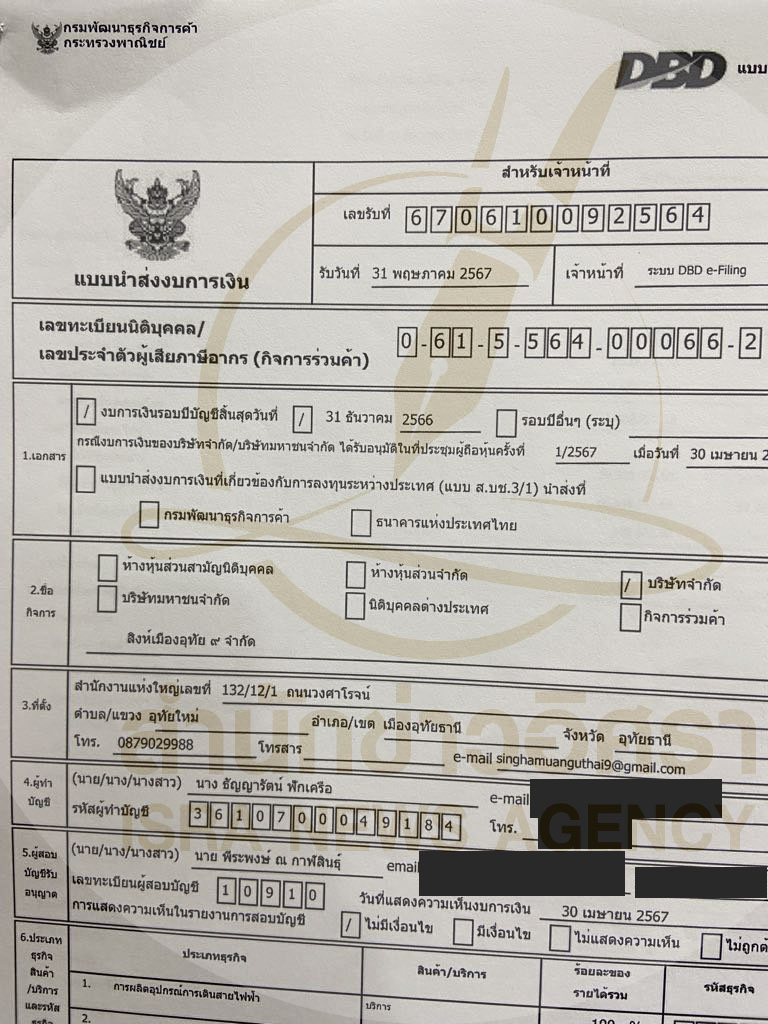 กรมพัฒนาธุรกิจการค้า
กระทรวงพาณิชย์
DBD แบบ
สำหรับเจ้าหน้าที่
เลขรับที่ 670610092564
แบบนำส่งงบการเงิน
รับวันที่ 31 พฤษภาคม 2567 เจ้าหน้าที่ ระบบ DBD e-Filing
เลขทะเบียนนิติบุคคล/
เลขประจำตัวผู้เสียภาษีอากร (กิจการร่วมค้า) 0-61-5-564-00066-2
1.เอกสาร
/ งบการเงินรอบปีบัญชีสิ้นสุดวันที่ / 31 ธันวาคม 2566 รอบปีอื่นๆ (ระบุ)
กรณีงบการเงินของบริษัทจำกัด/บริษัทมหาชนจำกัด ได้รับอนุมัติในที่ประชุมผู้ถือหุ้นครั้งที่ 1/2567 เมื่อวันที่ 30 เมษายน 2
แบบนำส่งงบการเงินที่เกี่ยวข้องกับการลงทุนระหว่างประเทศ (แบบ ส.บช.3/1) นำส่งที่
กรมพัฒนาธุรกิจการค้า ธนาคารแห่งประเทศไทย
2.ชื่อ
กิจการ
ห้างหุ้นส่วนสามัญนิติบุคคล ห้างหุ้นส่วนจำกัด / บริษัทจำกัด
บริษัทมหาชนจำกัด นิติบุคคลต่างประเทศ กิจการร่วมค้า
สิงห์เมืองอุทัย ๙ จำกัด
3.ที่ตั้ง
สำนักงานแห่งใหญ่เลขที่ 132/12/1 ถนนวงศาโรจน์
ตำบล/แขวง อุทัยใหม่ อำเภอ/เขต เมืองอุทัยธานี จังหวัด อุทัยธานี
โทร. 0879029988 โทรสาร e-mail singhamuanguthai9@gmail.com
4.ผู้ทำ
บัญชี
(นาย/นาง/นางสาว) นาง ธัญญารัตน์ ฟักเครือ e-mail
รหัสผู้ทำบัญชี 3610700049184 โทร.
5.ผู้สอบ
บัญชีรับ
อนุญาต
(นาย/นาง/นางสาว) นาย พีระพงษ์ ณ กาฬสินธุ์ email
เลขทะเบียนผู้สอบบัญชี 10910 วันที่แสดงความเห็นงบการเงิน 30 เมษายน 2567
การแสดงความเห็นในรายงานการสอบบัญชี / ไม่มีเงื่อนไข มีเงื่อนไข ไม่แสดงความเห็น ไม่ถูกต้
6.ประเภท
ธุรกิจ
สินค้า
/บริการ
และรหัส
ธุรกิจ
ประเภทธุรกิจ สินค้า/บริการ ร้อยละของ
รายได้รวม รหัสธุรกิจ
1. การผลิตอุปกรณ์การเดินสายไฟฟ้า บริการ
100 %
2.
สำนักข่าวอิศรา
ISRA NEWS AGENCY